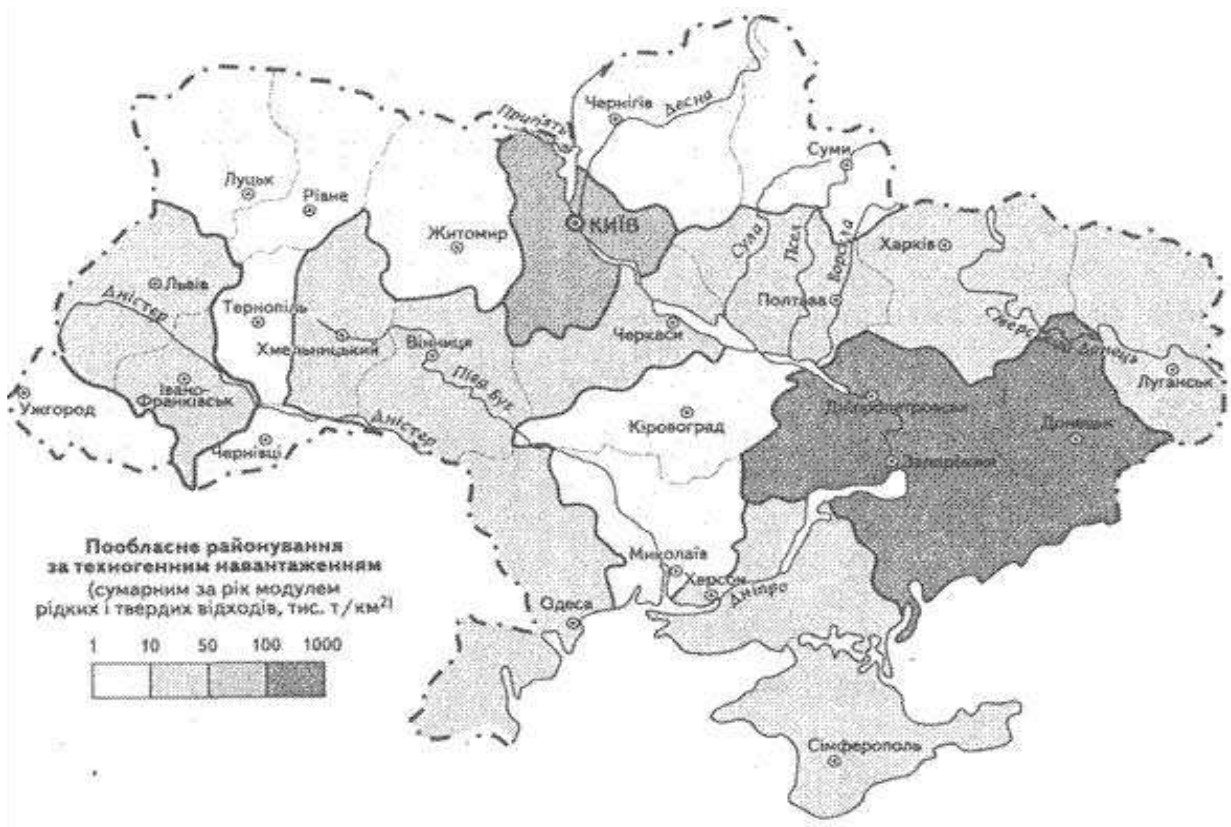 Чернігів
Десна
Прип'ять
Суми
Луцьк
Рівне
КИЇВ
Житомир
Сула
Псел
Ворскла
Харків
Львів
Дністер
Тернопіль
Полтава
Черкаси
Хмельницький
Вінниця
Сіверський Донець
Луганськ
Івано-
Франківськ
Ужгород
Півд. Буг
Дністер
Чернівці
Кіровоград
Дніпропетровськ
Донецьк
Запоріжжя
Пообласне районування
за техногенним навантаженням
(сумарним за рік модулем
рідких і твердих відходів, тис. т/км²)
1 10 50 100 1000
Миколаїв
Херсон
Дніпро
Одеса
Сімферополь